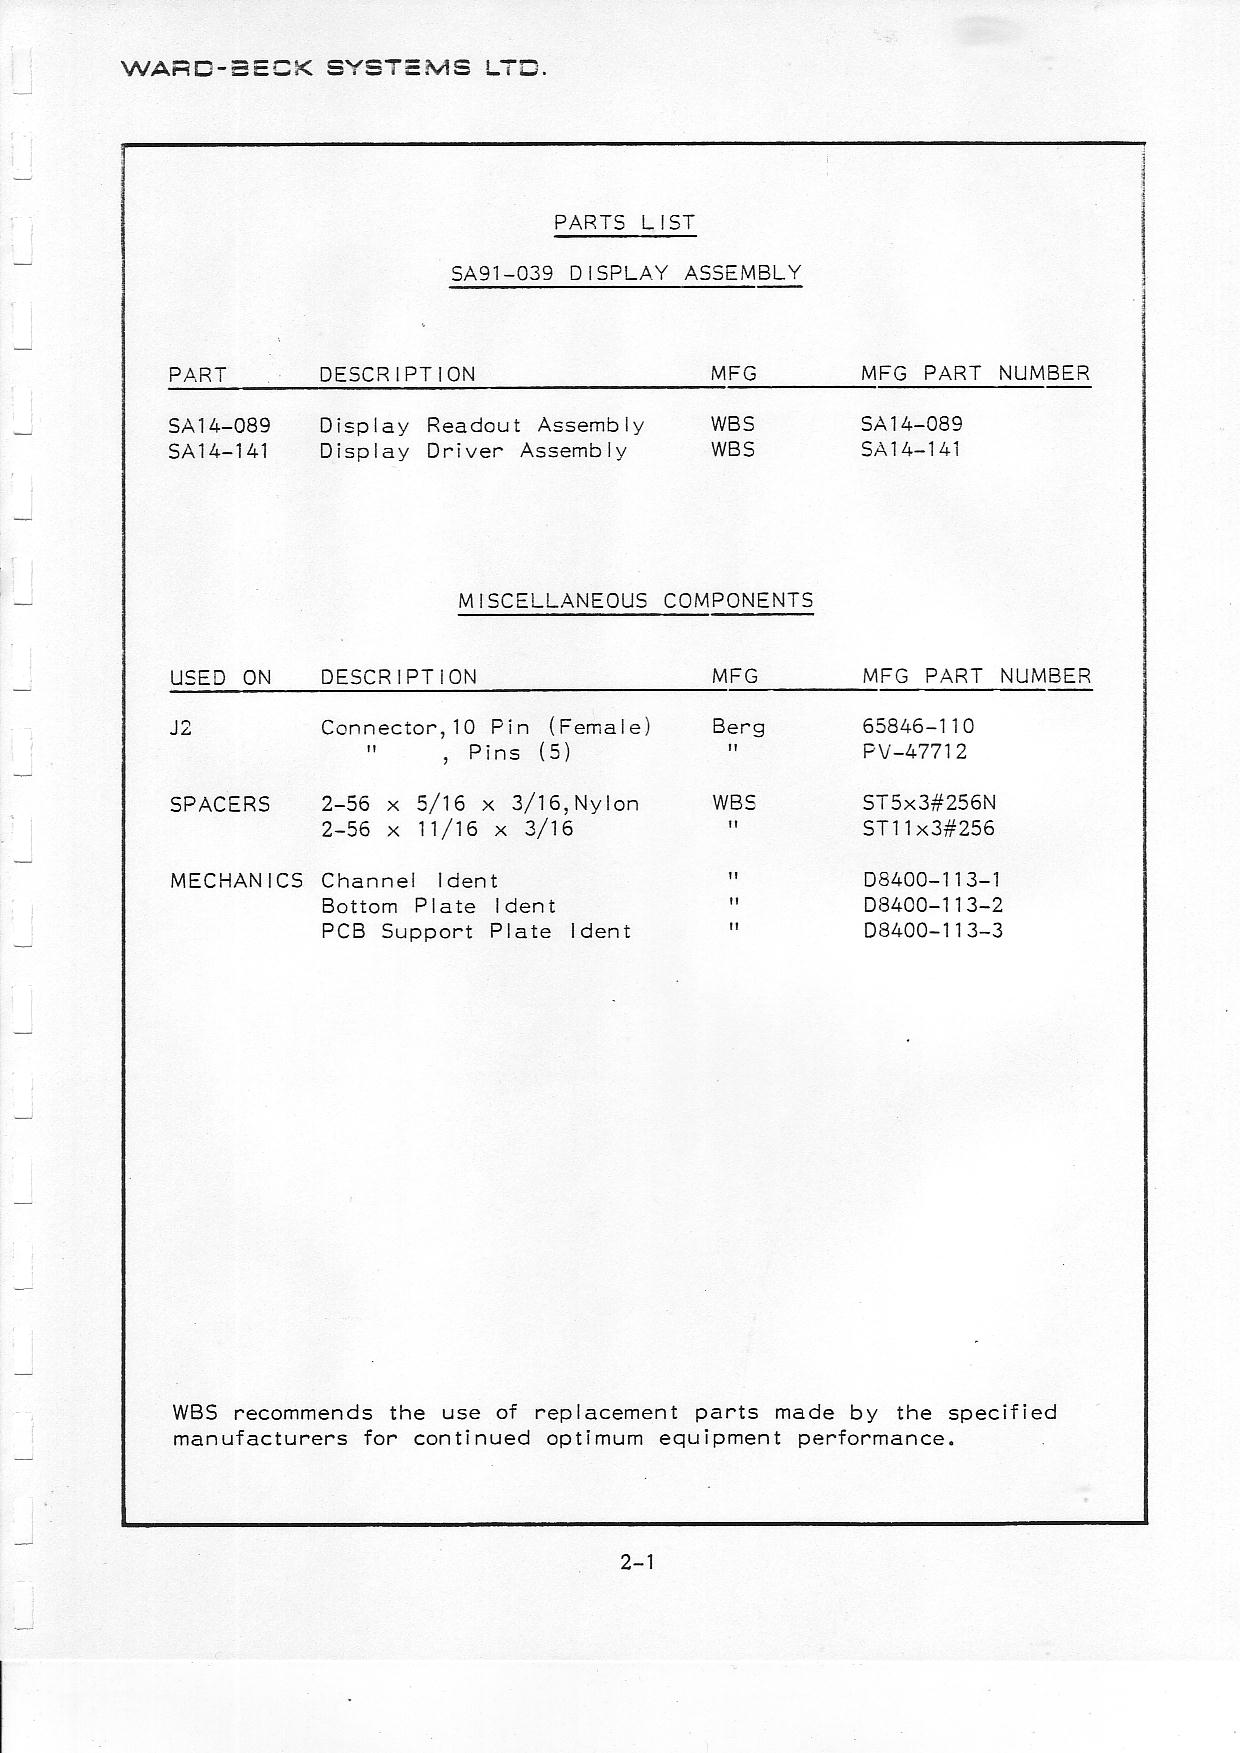 WARD-BECK SYSTEMS LTD.
PARTS LIST
SA91-039 DISPLAY ASSEMBLY
PART DESCRIPTION MFG MFG PART NUMBER
SA14-089 Display Readout Assembly WBS SA14-089
SA14-141 Display Driver Assembly WBS SA14-141
MISCELLANEOUS COMPONENTS
USED ON DESCRIPTION MFG MFG PART NUMBER
J2 Connector,10 Pin (Female) Berg 65846-110
" , Pins (5) " PV-47712
SPACERS 2-56 x 5/16 x 3/16,Nylon WBS ST5x3#256N
2-56 x 11/16 x 3/16 " ST11x3#256
MECHANICS Channel Ident " D8400-113-1
Bottom Plate Ident " D8400-113-2
PCB Support Plate Ident " D8400-113-3
WBS recommends the use of replacement parts made by the specified
manufacturers for continued optimum equipment performance.
2-1